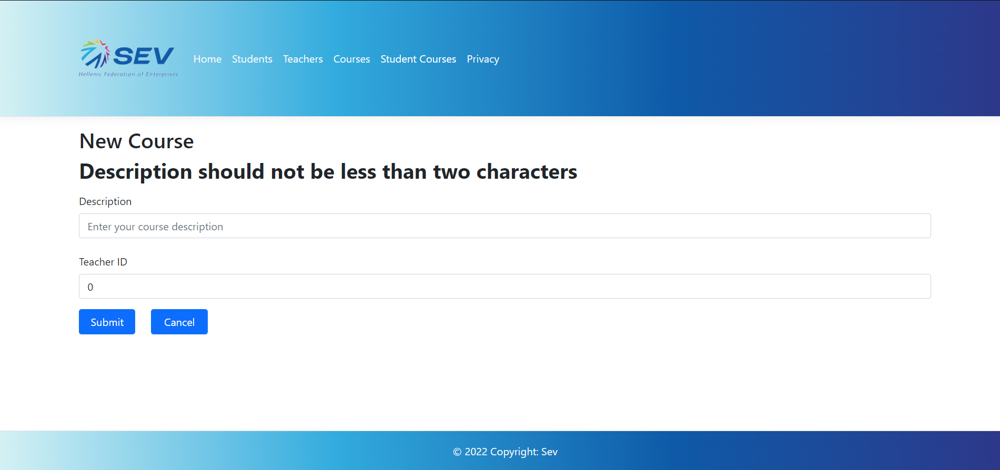 SEV
Hellenic Federation of Enterprises
Home Students Teachers Courses Student Courses Privacy
New Course
Description should not be less than two characters
Description
Enter your course description
Teacher ID
0
Submit Cancel
© 2022 Copyright: Sev